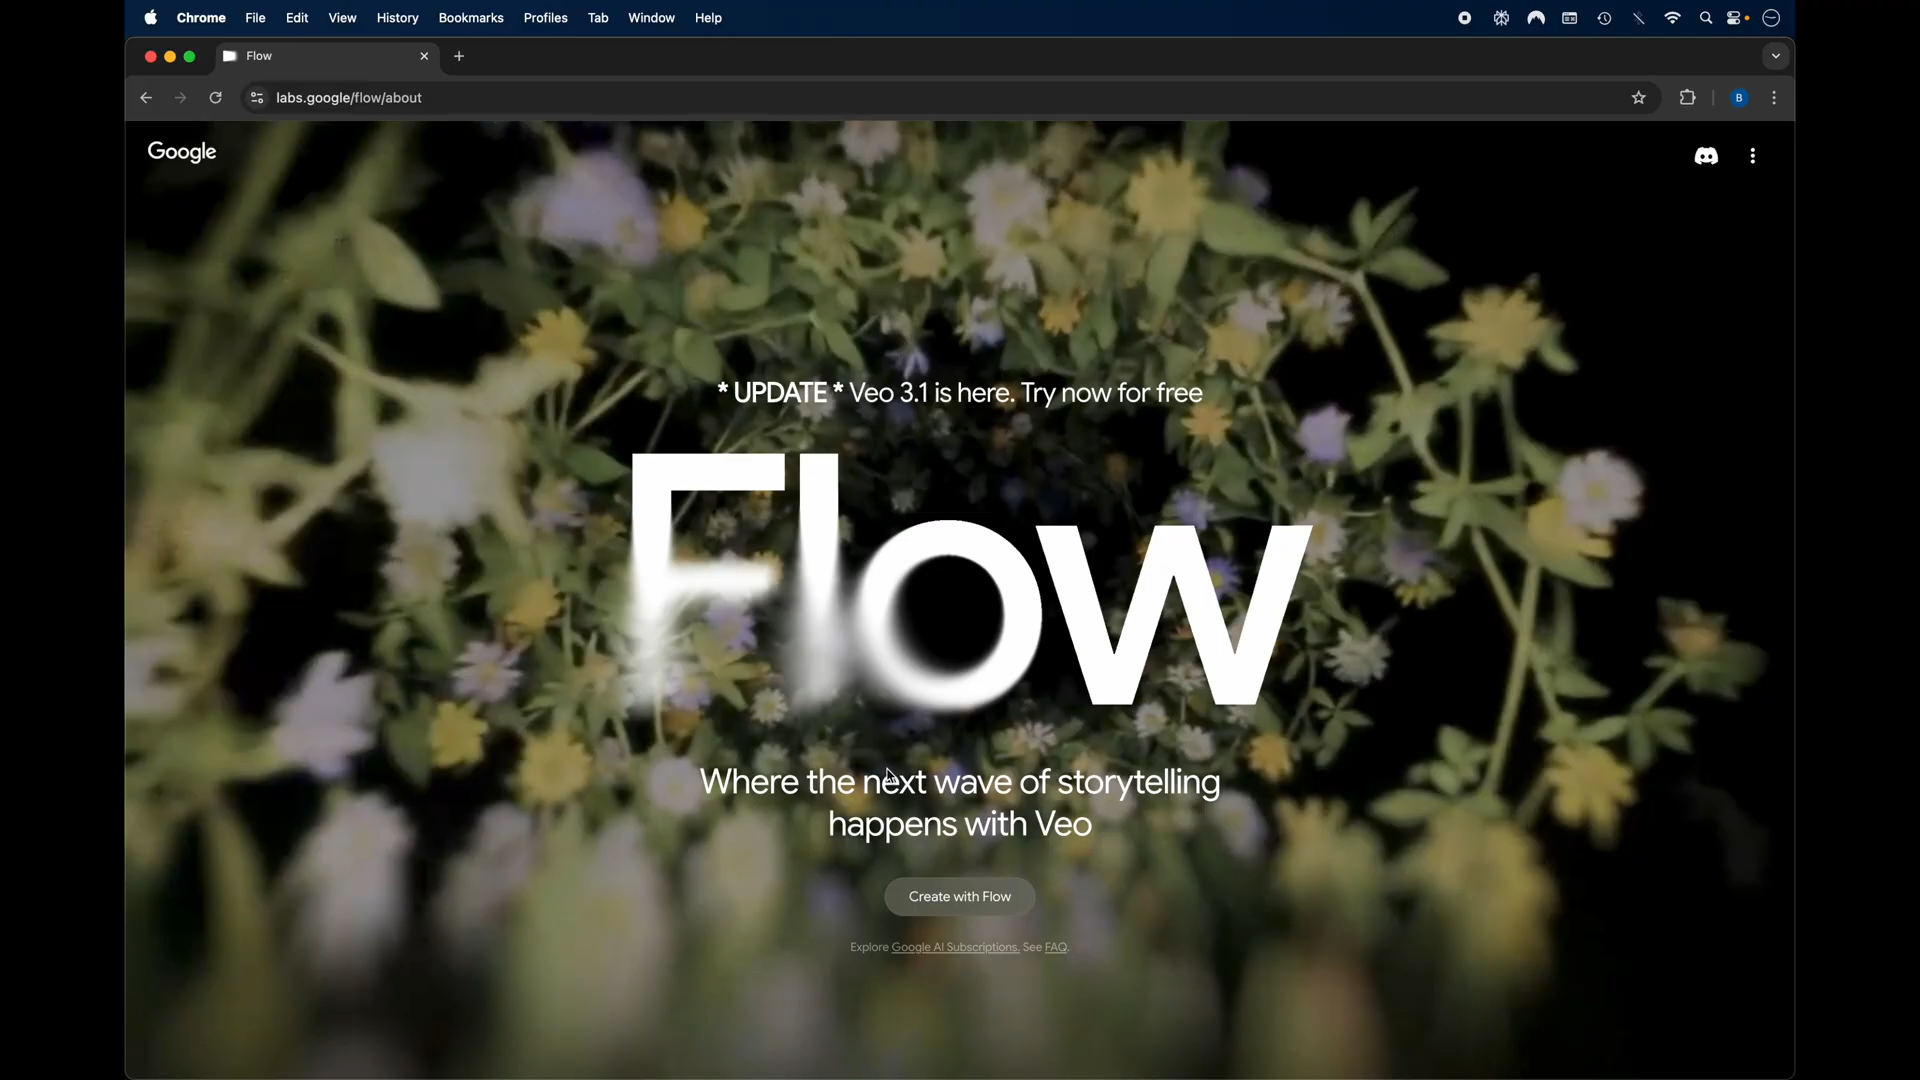 Chrome File Edit View History Bookmarks Profiles Tab Window Help
Flow
labs.google/flow/about
B
Google
* UPDATE * Veo 3.1 is here. Try now for free
Flow
Where the next wave of storytelling
happens with Veo
Create with Flow
Explore Google AI Subscriptions. See FAQ.